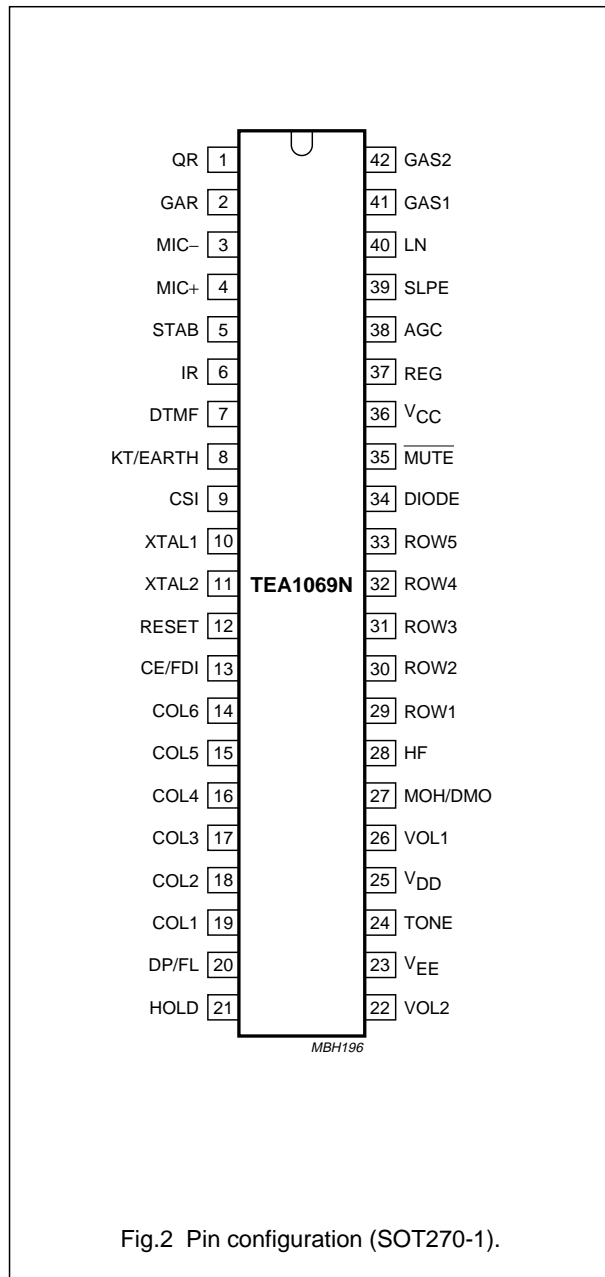 QR 1 42 GAS2
GAR 2 41 GAS1
MIC− 3 40 LN
MIC+ 4 39 SLPE
STAB 5 38 AGC
IR 6 37 REG
DTMF 7 36 VCC
KT/EARTH 8 35 MUTE
CSI 9 34 DIODE
XTAL1 10 33 ROW5
XTAL2 11 TEA1069N 32 ROW4
RESET 12 31 ROW3
CE/FDI 13 30 ROW2
COL6 14 29 ROW1
COL5 15 28 HF
COL4 16 27 MOH/DMO
COL3 17 26 VOL1
COL2 18 25 VDD
COL1 19 24 TONE
DP/FL 20 23 VEE
HOLD 21 22 VOL2
MBH196
Fig.2 Pin configuration (SOT270-1).